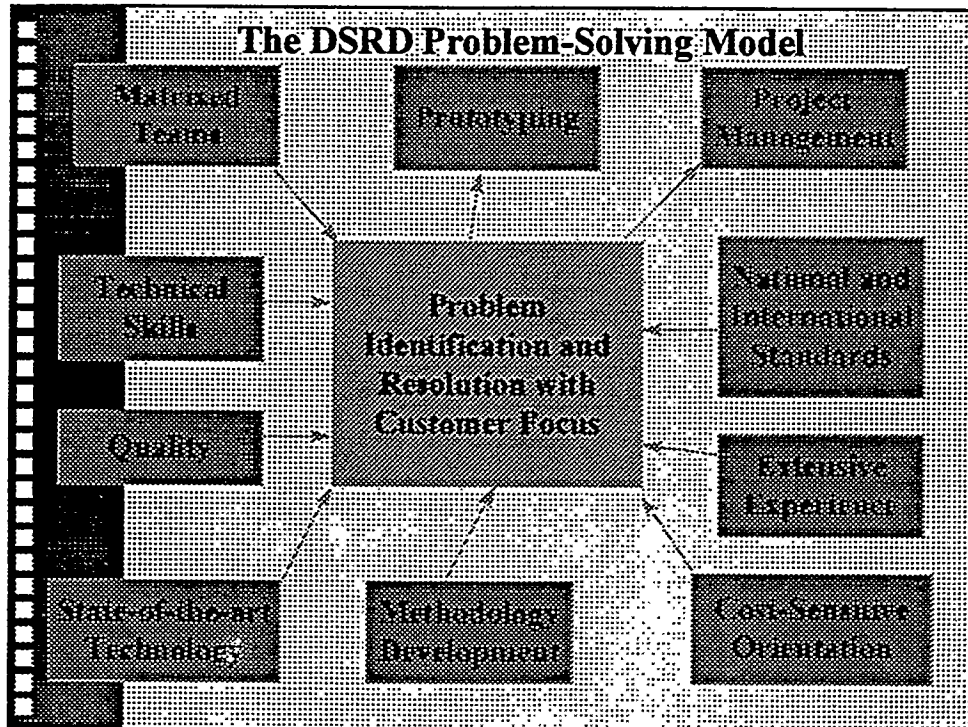 The DSRD Problem-Solving Model
Matrixed
Teams
Prototyping
Project
Management
Technical
Skills
Problem
Identification and
Resolution with
Customer Focus
National and
International
Standards
Quality
Extensive
Experience
State-of-the-art
Technology
Methodology
Development
Cost-Sensitive
Orientation